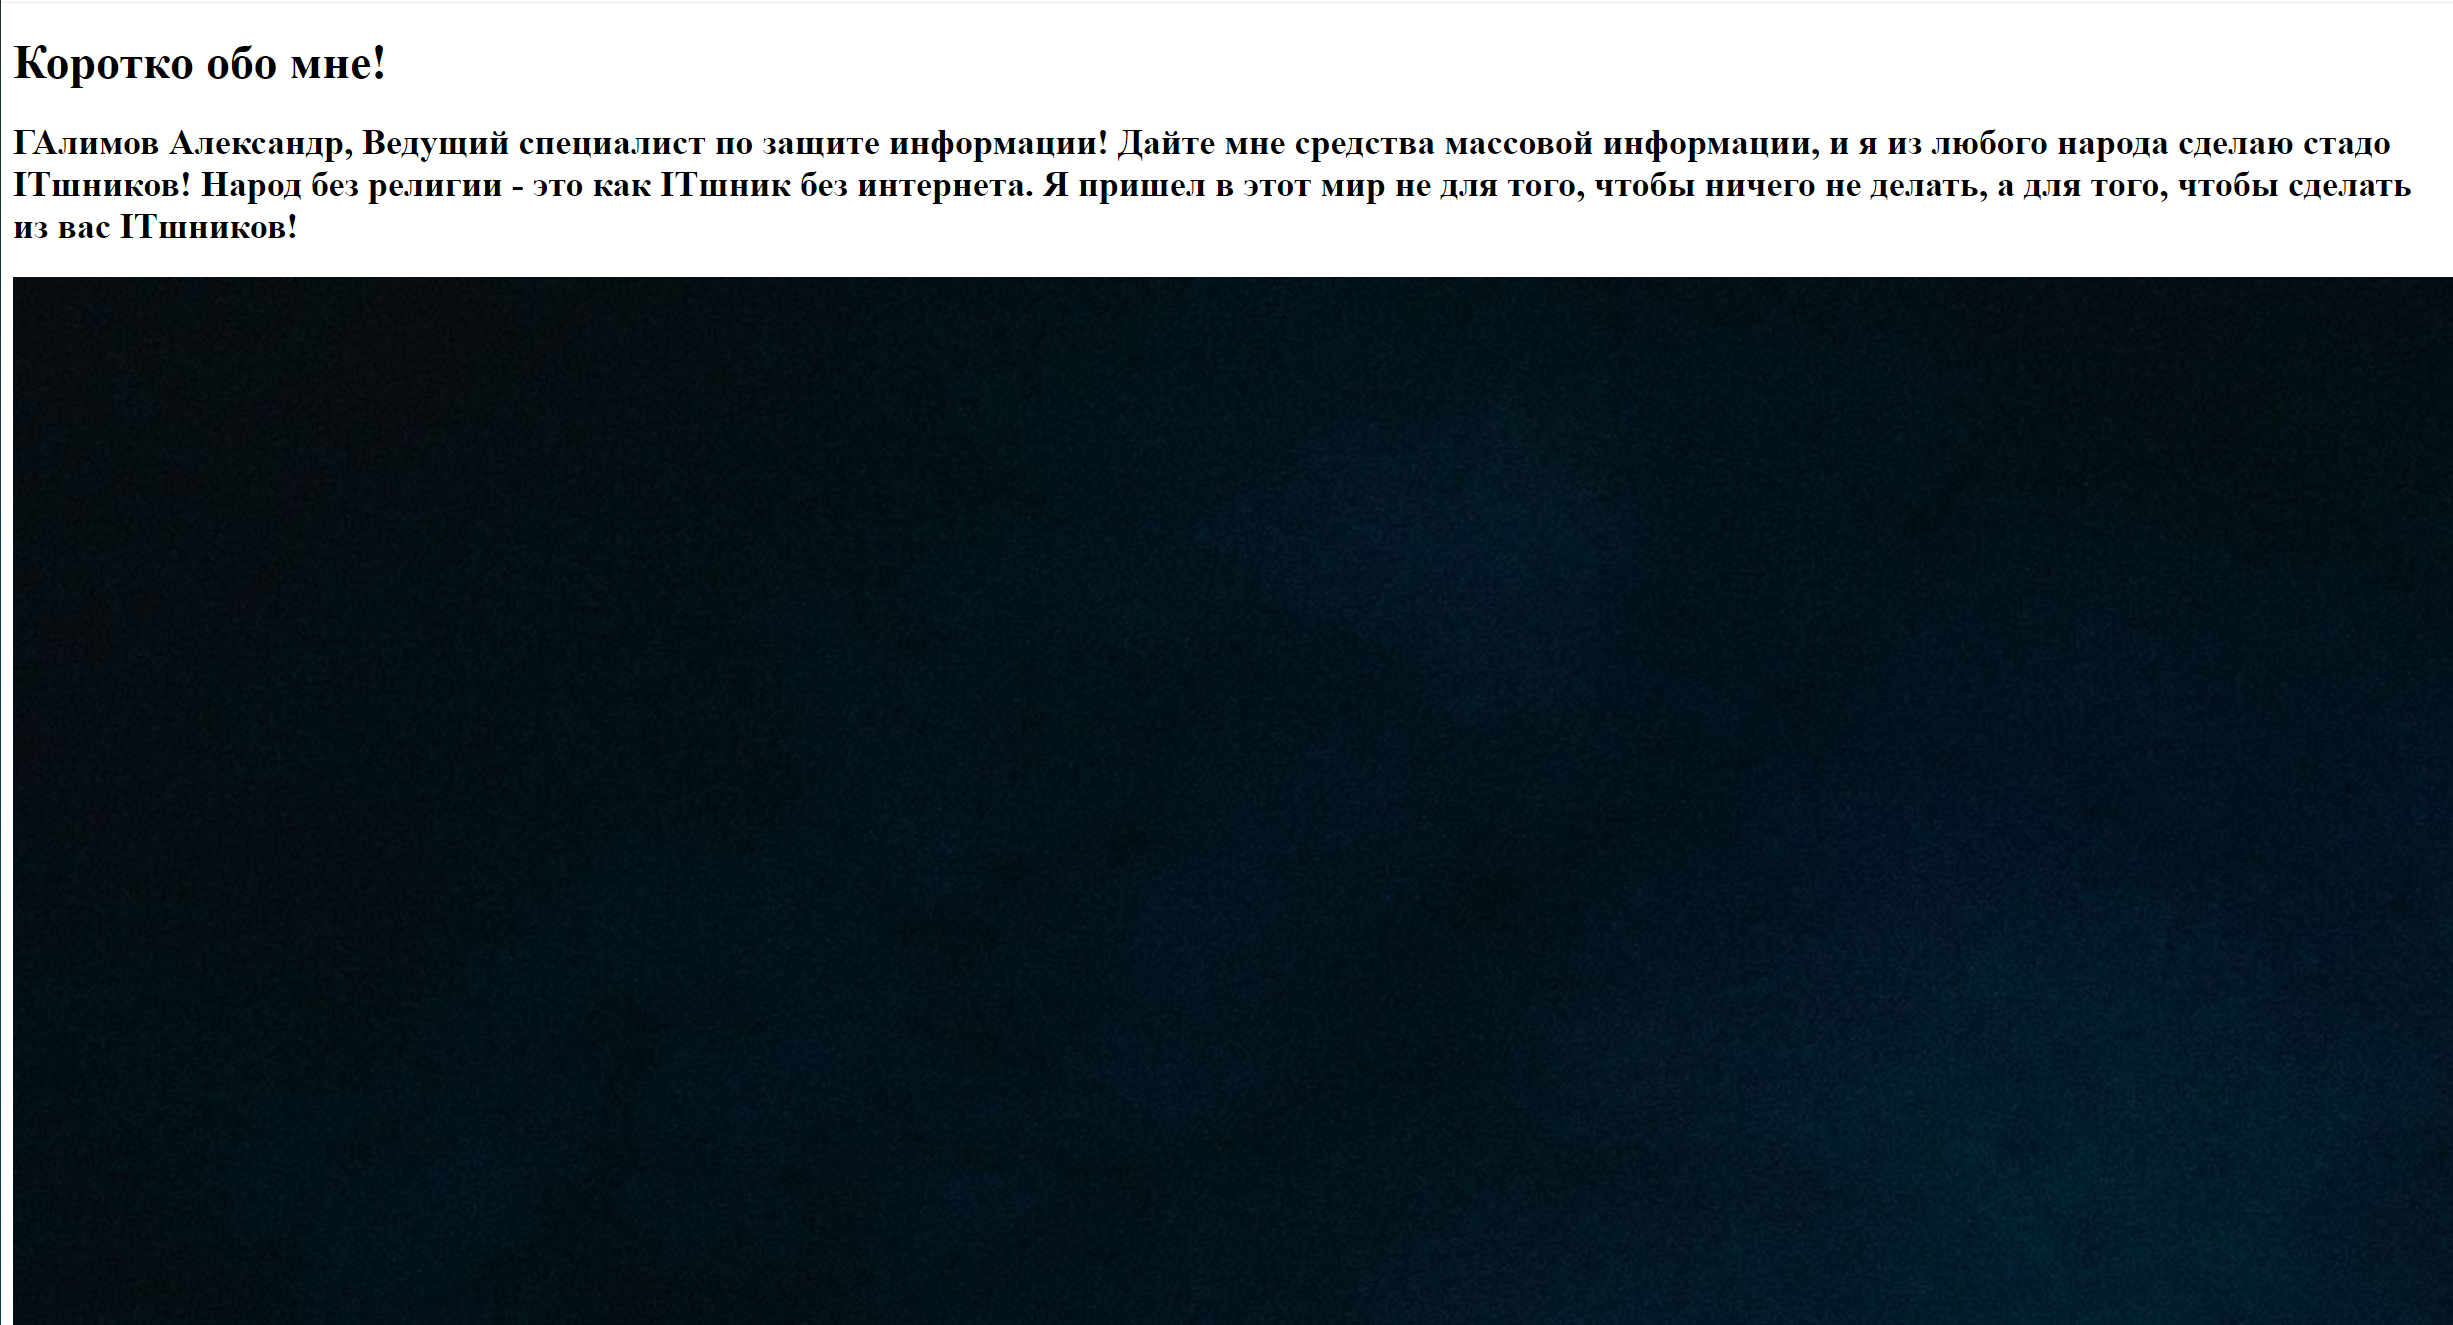 Коротко обо мне!
ГАлимов Александр, Ведущий специалист по защите информации! Дайте мне средства массовой информации, и я из любого народа сделаю стадо
ITшников! Народ без религии - это как ITшник без интернета. Я пришел в этот мир не для того, чтобы ничего не делать, а для того, чтобы сделать
из вас ITшников!